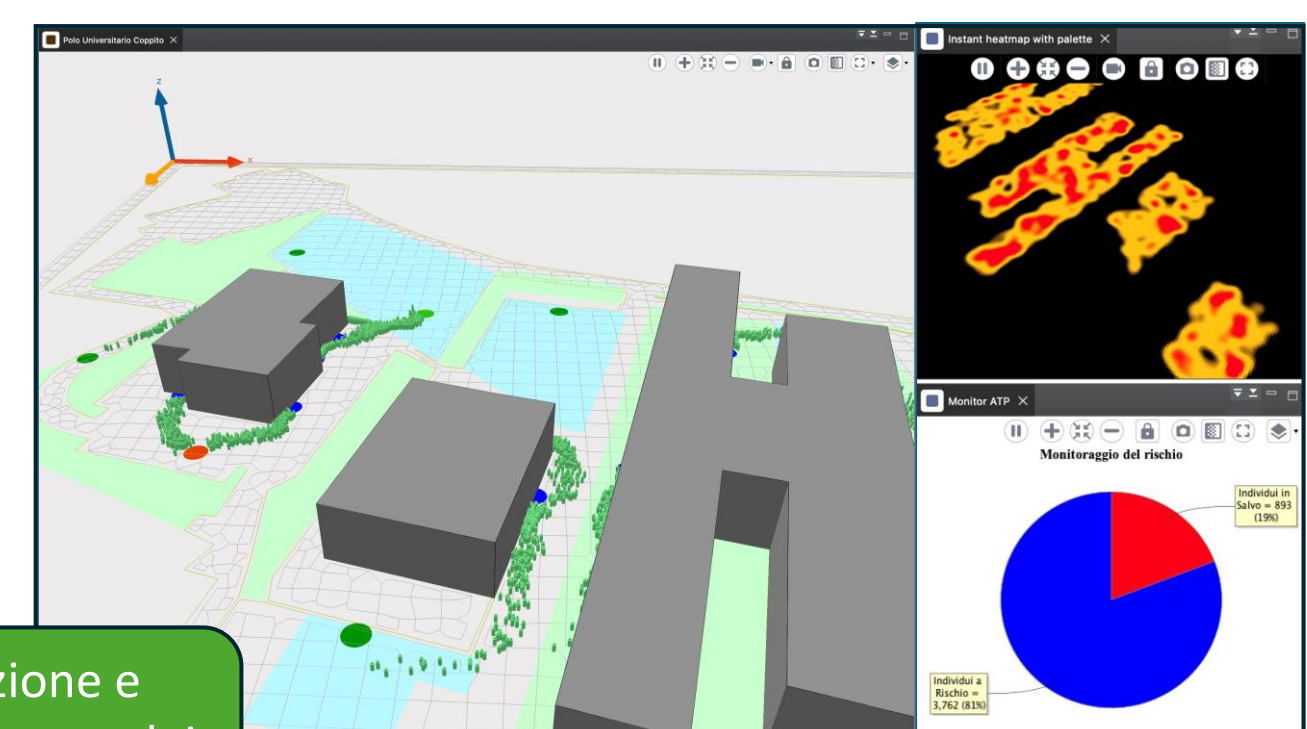 Polo Universitario Coppito
z
x
zione e
Instant heatmap with palette
Monitor ATP
Monitoraggio del rischio
Individui in
Salvo = 893
(19%)
Individui a
Rischio =
3,762 (81%)